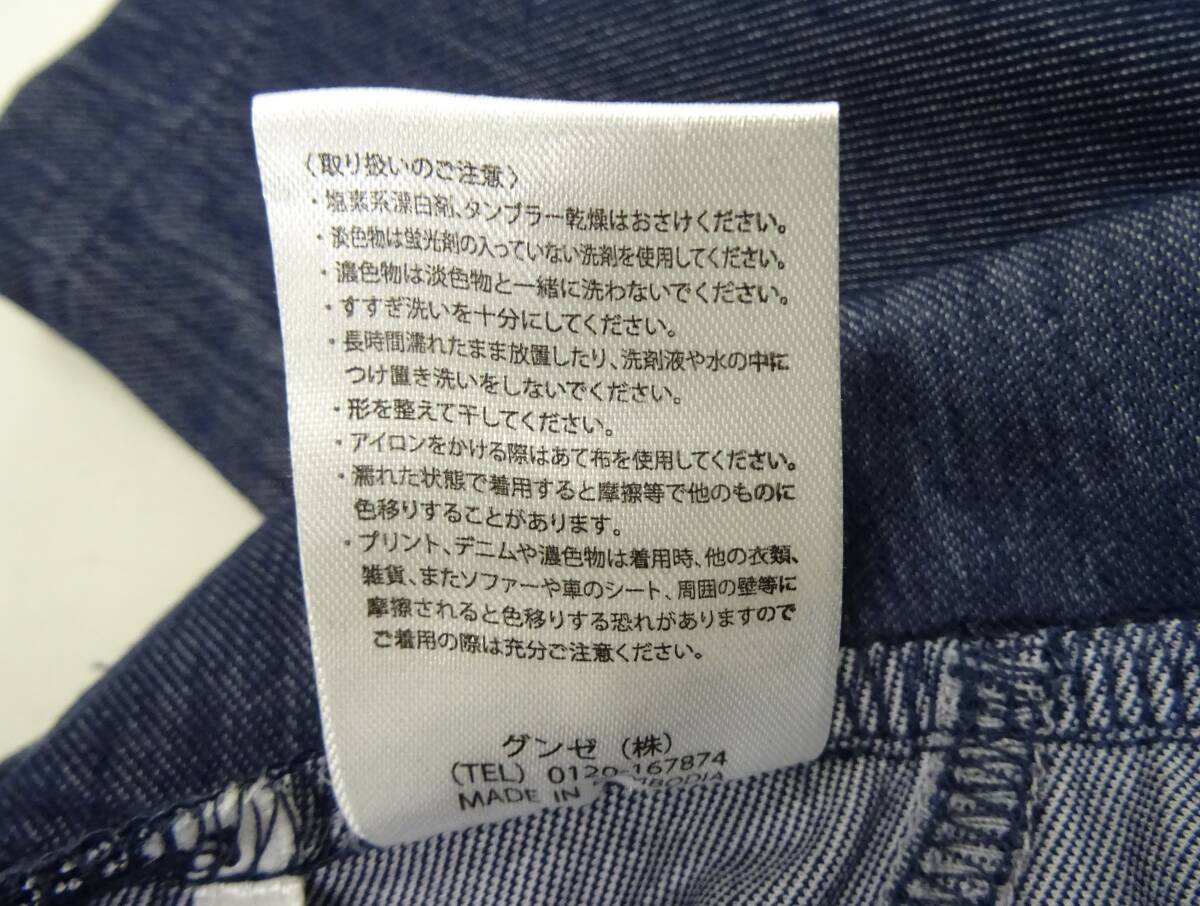 〈取り扱いのご注意〉
・塩素系漂白剤、タンブラー乾燥はおさけください。
・淡色物は蛍光剤の入っていない洗剤を使用してください。
・濃色物は淡色物と一緒に洗わないでください。
・すすぎ洗いを十分にしてください。
・長時間濡れたまま放置したり、洗剤液や水の中に
つけ置き洗いをしないでください。
・形を整えて干してください。
・アイロンをかける際はあて布を使用してください。
・濡れた状態で着用すると摩擦等で他のものに
色移りすることがあります。
・プリント、デニムや濃色物は着用時、他の衣類、
雑貨、またソファーや車のシート、周囲の壁等に
摩擦されると色移りする恐れがありますので
ご着用の際は充分ご注意ください。
グンゼ（株）
(TEL) 0120-167874
MADE IN CAMBODIA